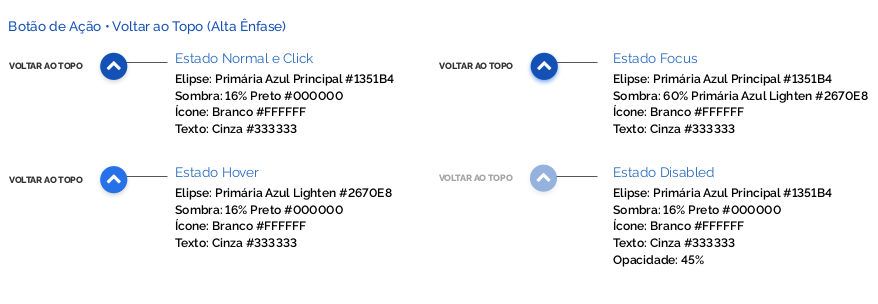 Botão de Ação • Voltar ao Topo (Alta Ênfase)
VOLTAR AO TOPO
Estado Normal e Click
Elipse: Primária Azul Principal #1351B4
Sombra: 16% Preto #000000
Ícone: Branco #FFFFFF
Texto: Cinza #333333
VOLTAR AO TOPO
Estado Focus
Elipse: Primária Azul Principal #1351B4
Sombra: 60% Primária Azul Lighten #2670E8
Ícone: Branco #FFFFFF
Texto: Cinza #333333
VOLTAR AO TOPO
Estado Hover
Elipse: Primária Azul Lighten #2670E8
Sombra: 16% Preto #000000
Ícone: Branco #FFFFFF
Texto: Cinza #333333
VOLTAR AO TOPO
Estado Disabled
Elipse: Primária Azul Principal #1351B4
Sombra: 16% Preto #000000
Ícone: Branco #FFFFFF
Texto: Cinza #333333
Opacidade: 45%